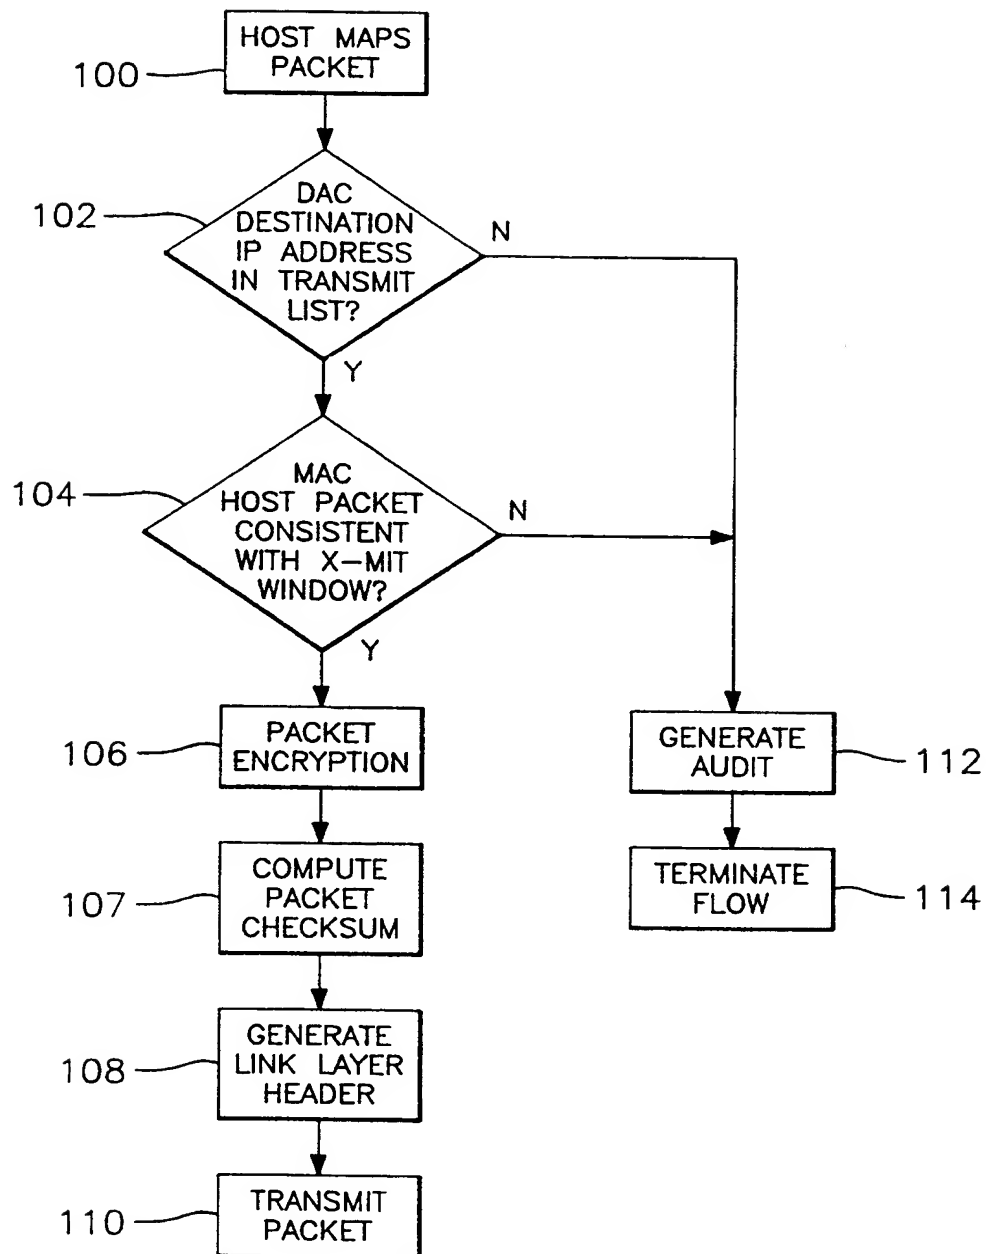 HOST MAPS
PACKET
100
DAC
DESTINATION
IP ADDRESS
IN TRANSMIT
LIST?
102
N
Y
MAC
HOST PACKET
CONSISTENT
WITH X-MIT
WINDOW?
104
N
Y
PACKET
ENCRYPTION
106
GENERATE
AUDIT
112
COMPUTE
PACKET
CHECKSUM
107
TERMINATE
FLOW
114
GENERATE
LINK LAYER
HEADER
108
TRANSMIT
PACKET
110